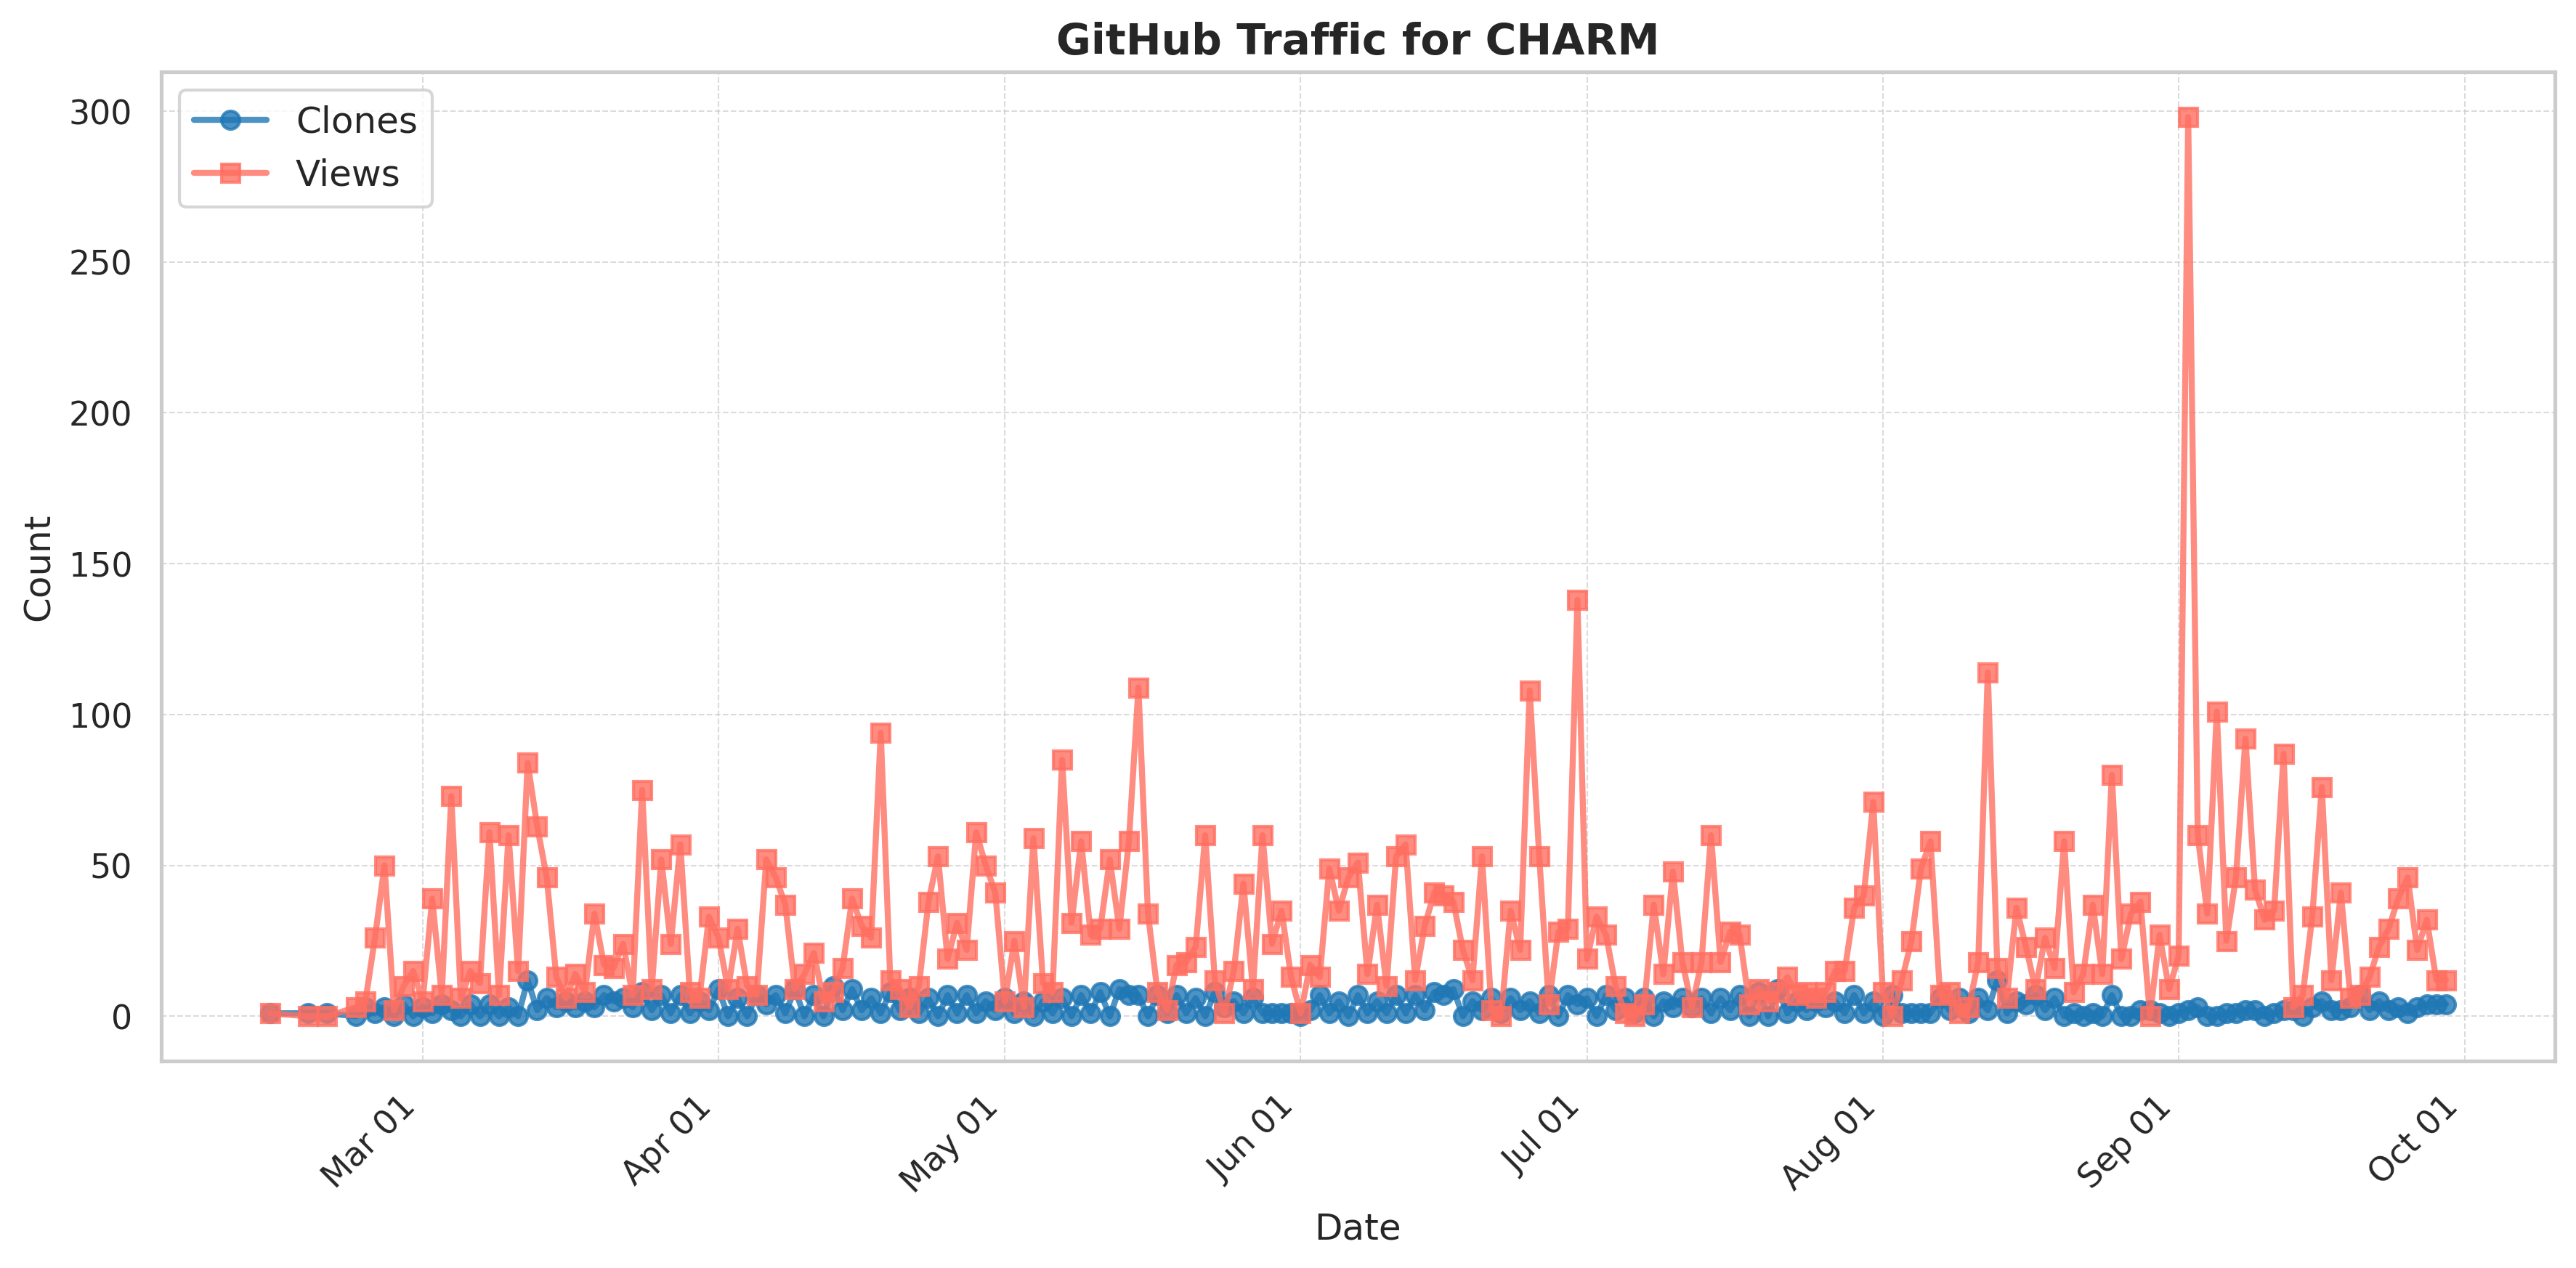 GitHub Traffic for CHARM
Clones
Views
300
250
200
150
100
50
0
Count
Mar 01
Apr 01
May 01
Jun 01
Jul 01
Aug 01
Sep 01
Oct 01
Date